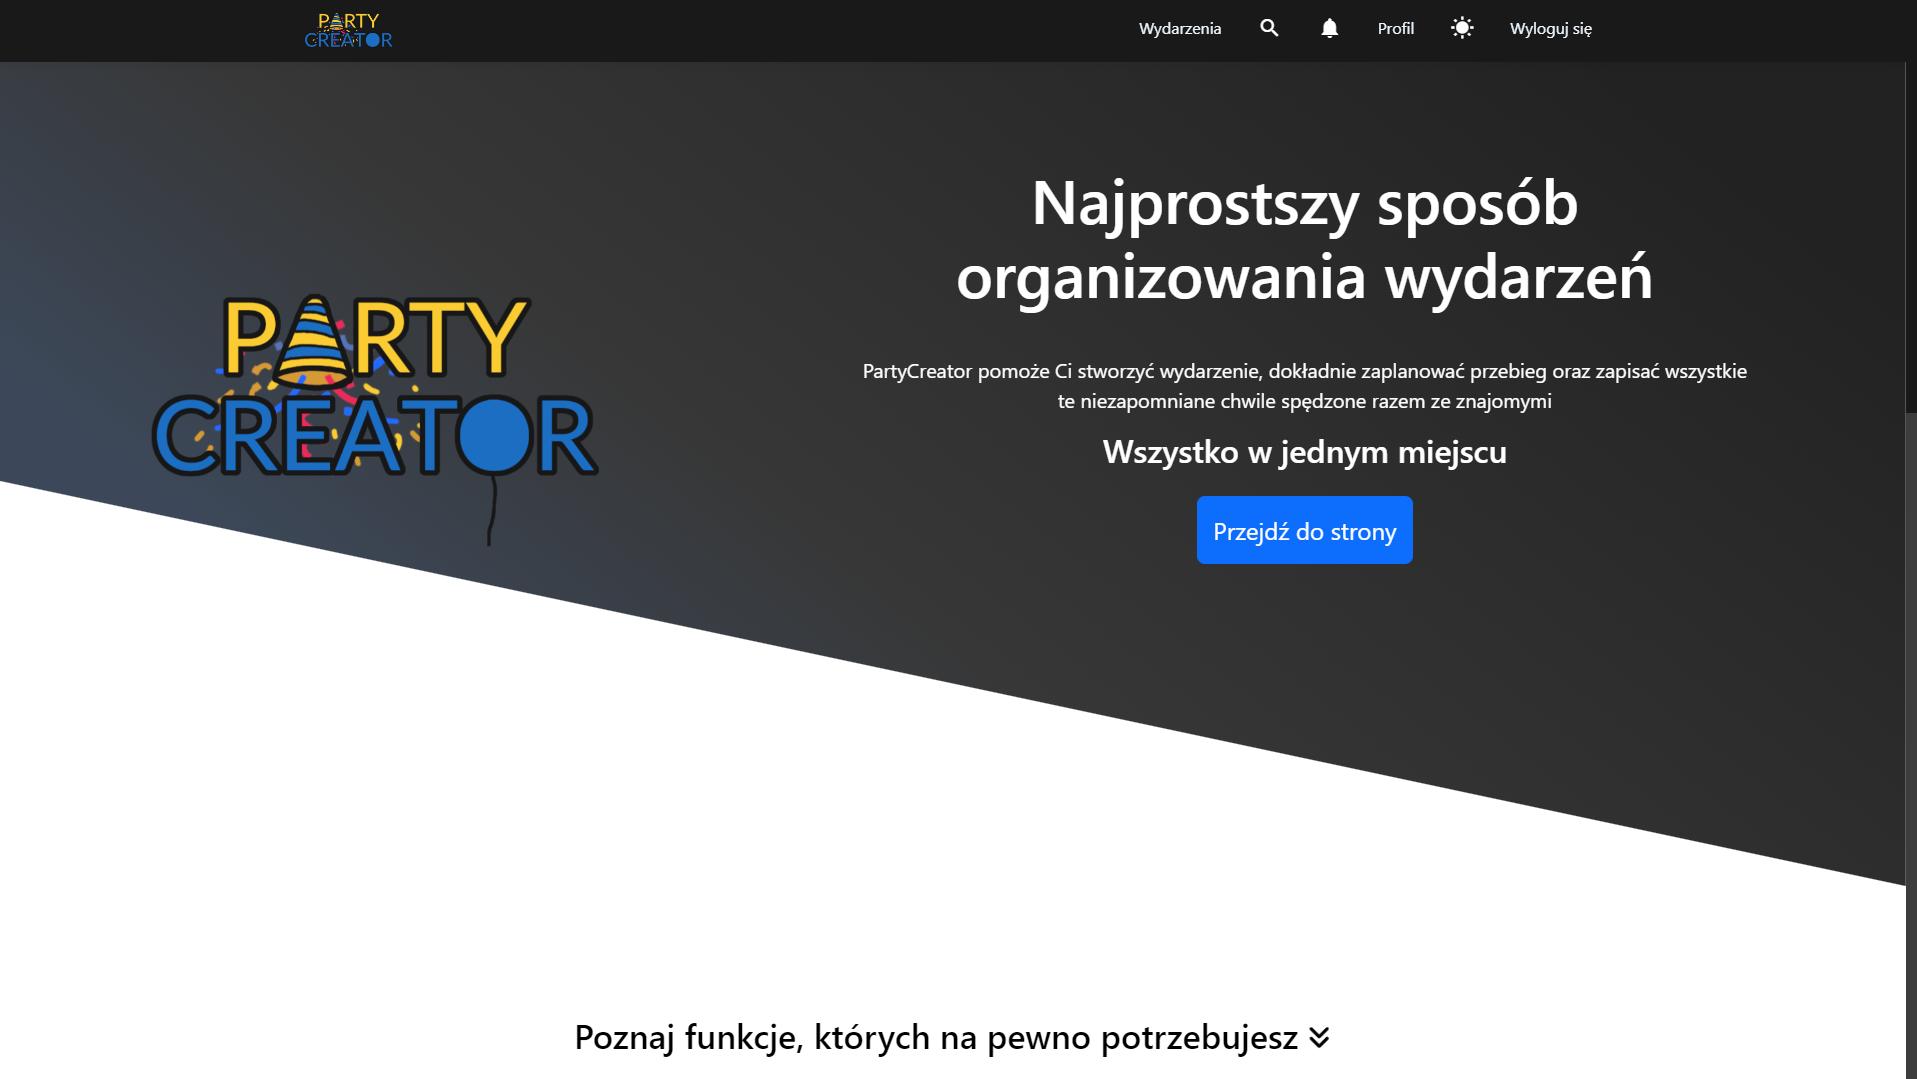 PARTY
CREATOR
Wydarzenia
Profil
Wyloguj się
PARTY
CREATOR
Najprostszy sposób
organizowania wydarzeń
PartyCreator pomoże Ci stworzyć wydarzenie, dokładnie zaplanować przebieg oraz zapisać wszystkie
te niezapomniane chwile spędzone razem ze znajomymi
Wszystko w jednym miejscu
Przejdź do strony
Poznaj funkcje, których na pewno potrzebujesz